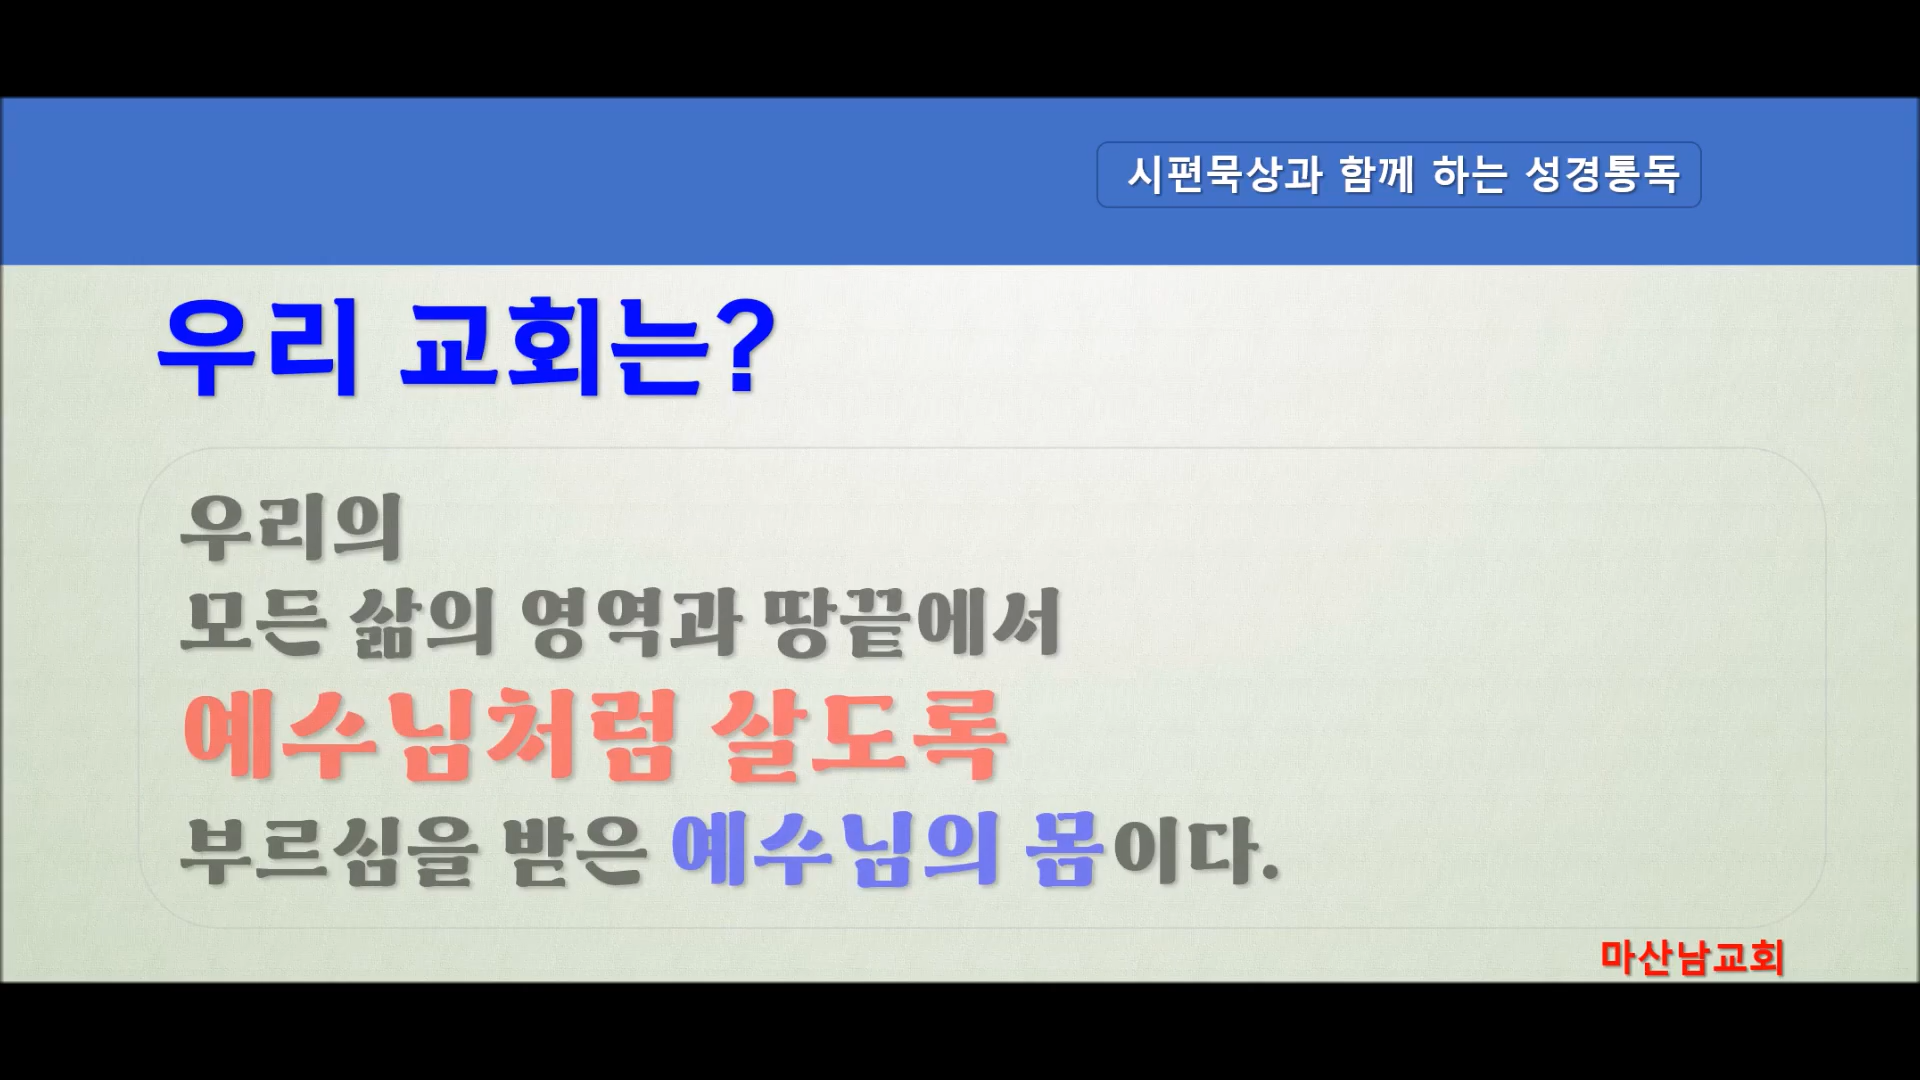 시편묵상과 함께 하는 성경통독
우리 교회는?
우리의
모든 삶의 영역과 땅끝에서
예수님처럼 살도록
부르심을 받은 예수님의 몸이다.
마산남교회